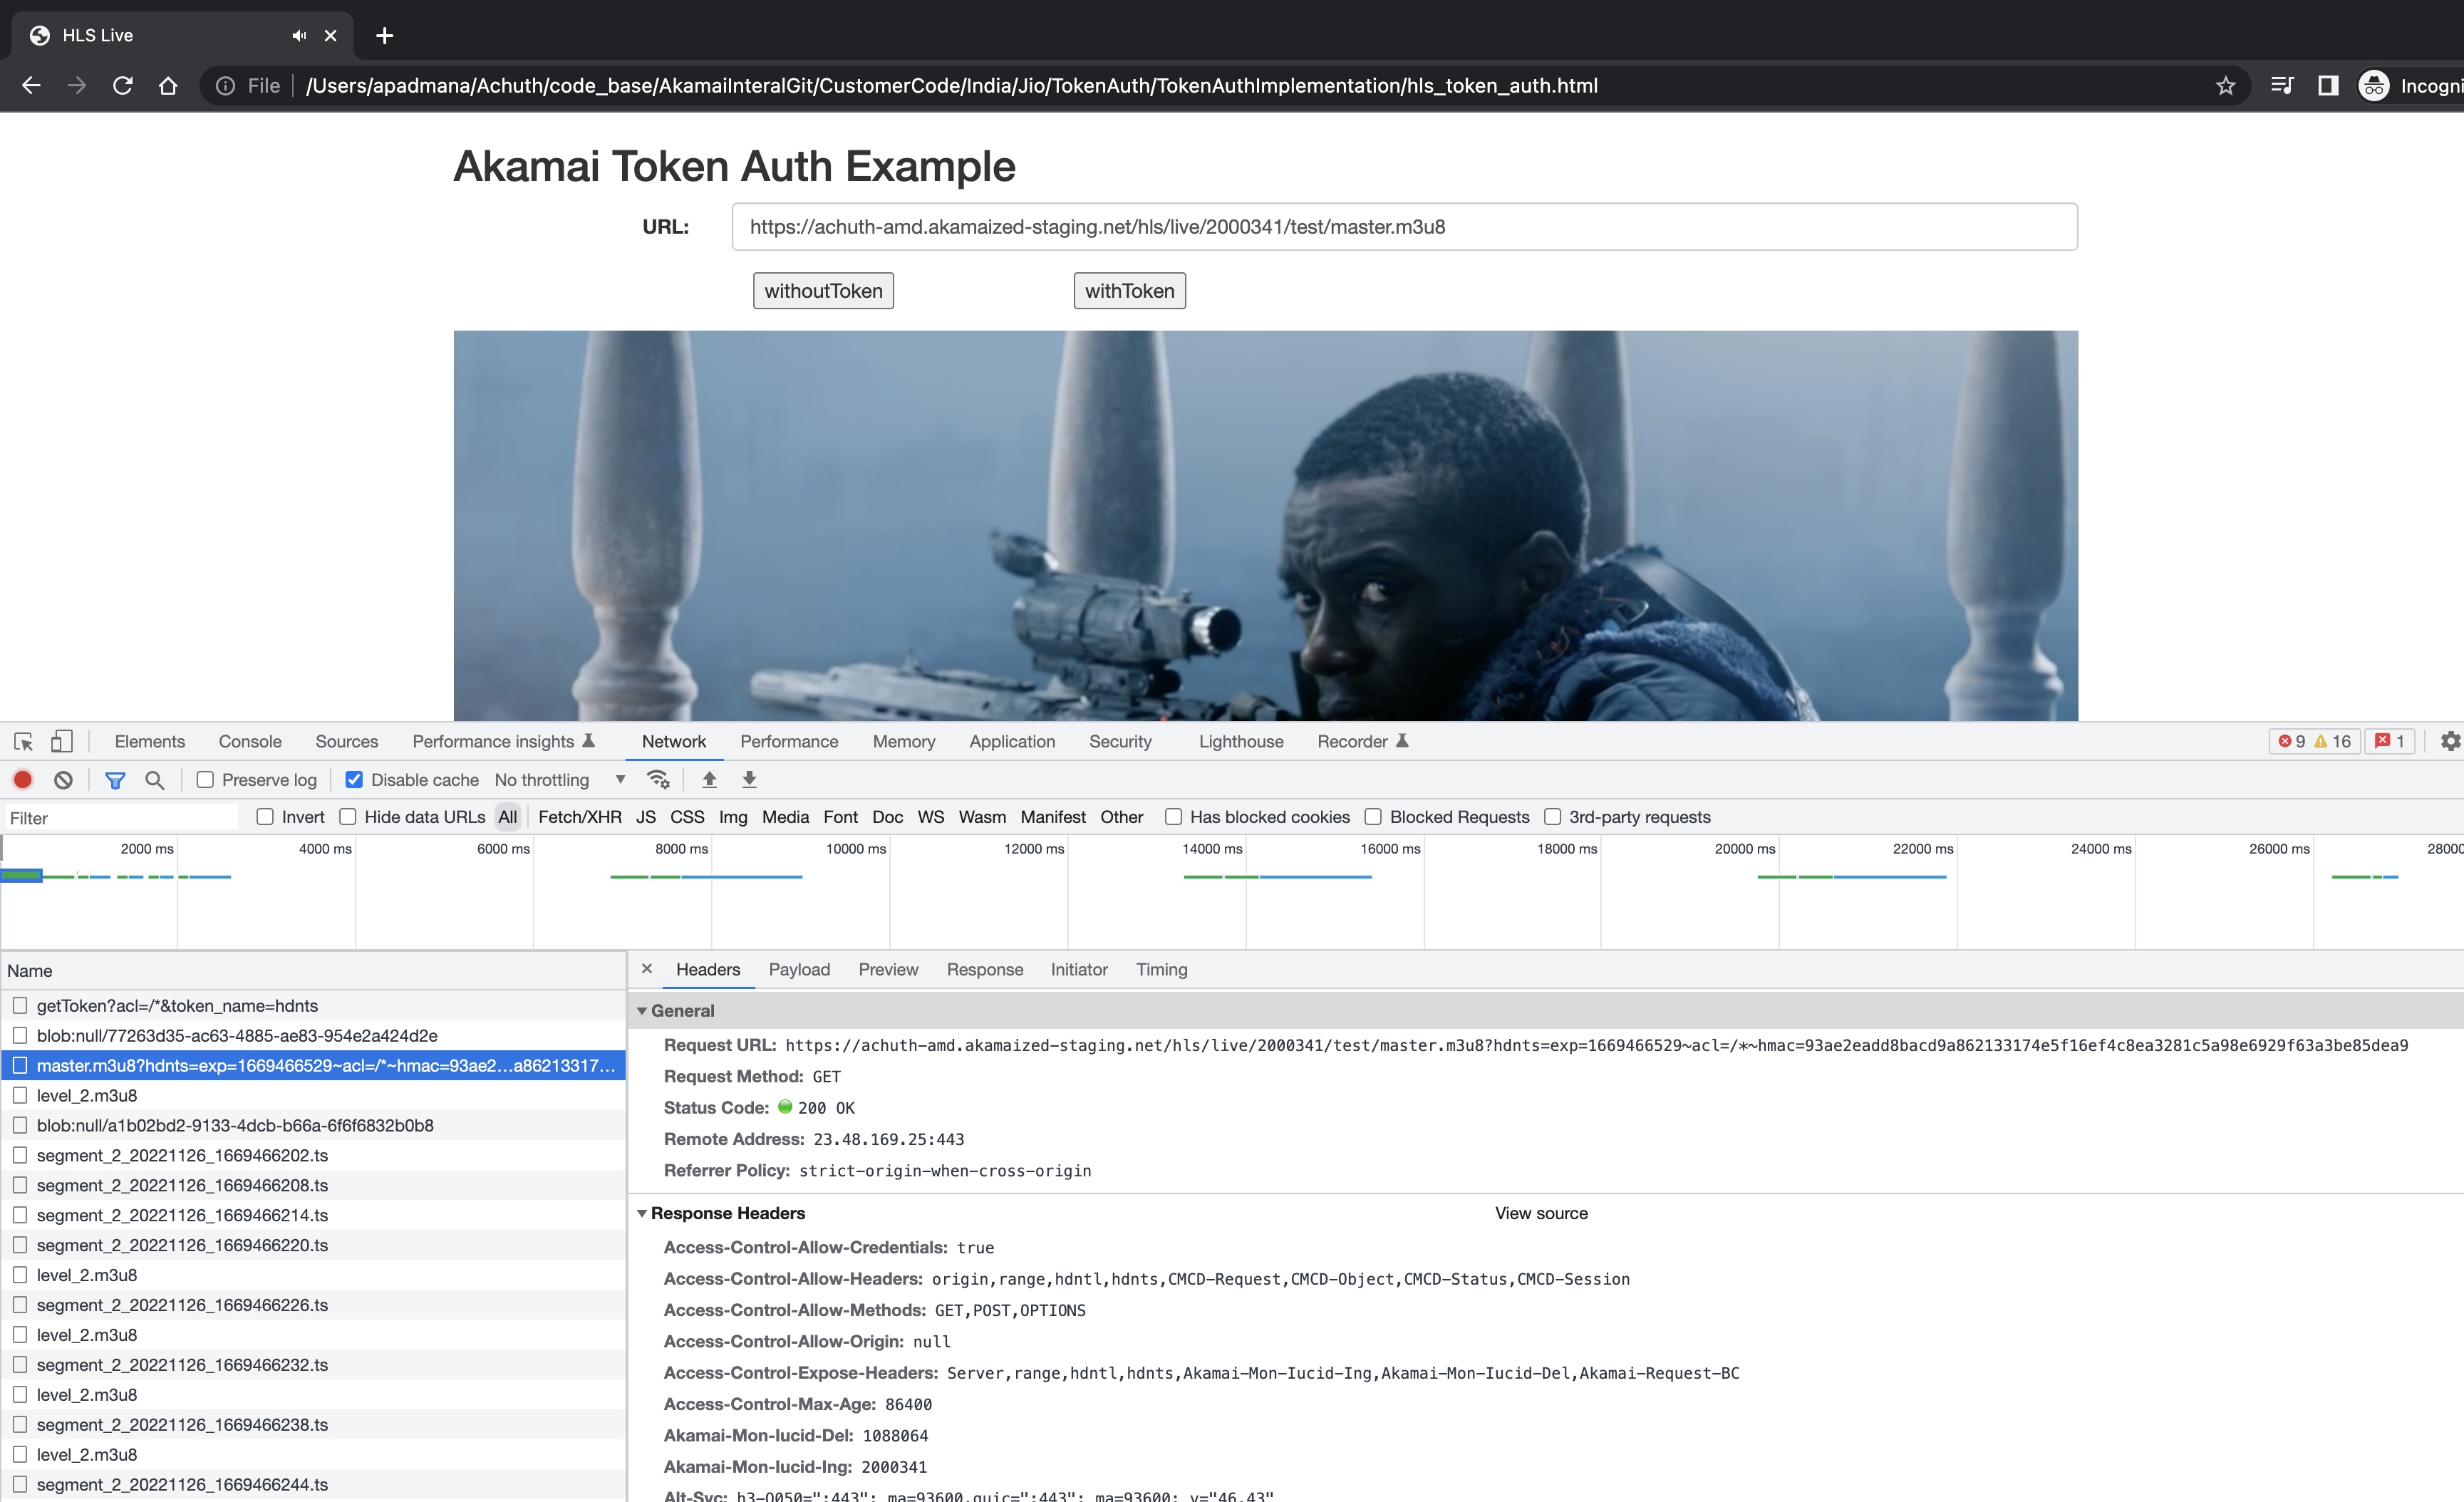 HLS Live
File
/Users/apadmana/Achuth/code_base/AkamaiInteralGit/CustomerCode/India/Jio/TokenAuth/TokenAuthImplementation/hls_token_auth.html
Incogni
Akamai Token Auth Example
URL: https://achuth-amd.akamaized-staging.net/hls/live/2000341/test/master.m3u8
withoutToken withToken
Elements Console Sources Performance insights Network Performance Memory Application Security Lighthouse Recorder 9 16 1
Preserve log Disable cache No throttling
Filter Invert Hide data URLs All Fetch/XHR JS CSS Img Media Font Doc WS Wasm Manifest Other Has blocked cookies Blocked Requests 3rd-party requests
2000 ms 4000 ms 6000 ms 8000 ms 10000 ms 12000 ms 14000 ms 16000 ms 18000 ms 20000 ms 22000 ms 24000 ms 26000 ms 28000
Name
getToken?acl=/*&token_name=hdnts
blob:null/77263d35-ac63-4885-ae83-954e2a424d2e
master.m3u8?hdnts=exp=1669466529~acl=/*~hmac=93ae2...a86213317...
level_2.m3u8
blob:null/a1b02bd2-9133-4dcb-b66a-6f6f6832b0b8
segment_2_20221126_1669466202.ts
segment_2_20221126_1669466208.ts
segment_2_20221126_1669466214.ts
segment_2_20221126_1669466220.ts
level_2.m3u8
segment_2_20221126_1669466226.ts
level_2.m3u8
segment_2_20221126_1669466232.ts
level_2.m3u8
segment_2_20221126_1669466238.ts
level_2.m3u8
segment_2_20221126_1669466244.ts
Headers Payload Preview Response Initiator Timing
General
Request URL: https://achuth-amd.akamaized-staging.net/hls/live/2000341/test/master.m3u8?hdnts=exp=1669466529~acl=/*~hmac=93ae2eadd8bacd9a862133174e5f16ef4c8ea3281c5a98e6929f63a3be85dea9
Request Method: GET
Status Code: 200 OK
Remote Address: 23.48.169.25:443
Referrer Policy: strict-origin-when-cross-origin
Response Headers View source
Access-Control-Allow-Credentials: true
Access-Control-Allow-Headers: origin,range,hdntl,hdnts,CMCD-Request,CMCD-Object,CMCD-Status,CMCD-Session
Access-Control-Allow-Methods: GET,POST,OPTIONS
Access-Control-Allow-Origin: null
Access-Control-Expose-Headers: Server,range,hdntl,hdnts,Akamai-Mon-Iucid-Ing,Akamai-Mon-Iucid-Del,Akamai-Request-BC
Access-Control-Max-Age: 86400
Akamai-Mon-Iucid-Del: 1088064
Akamai-Mon-Iucid-Ing: 2000341
Alt-Svc: h3-Q050=":443"; ma=93600,quic=":443"; ma=93600; v="46,43"